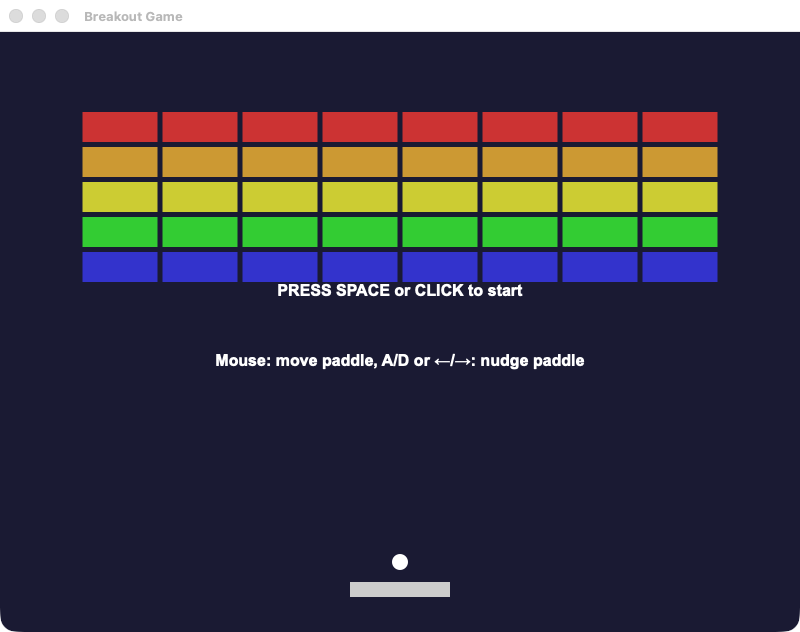 Breakout Game
PRESS SPACE or CLICK to start
Mouse: move paddle, A/D or ←/→: nudge paddle